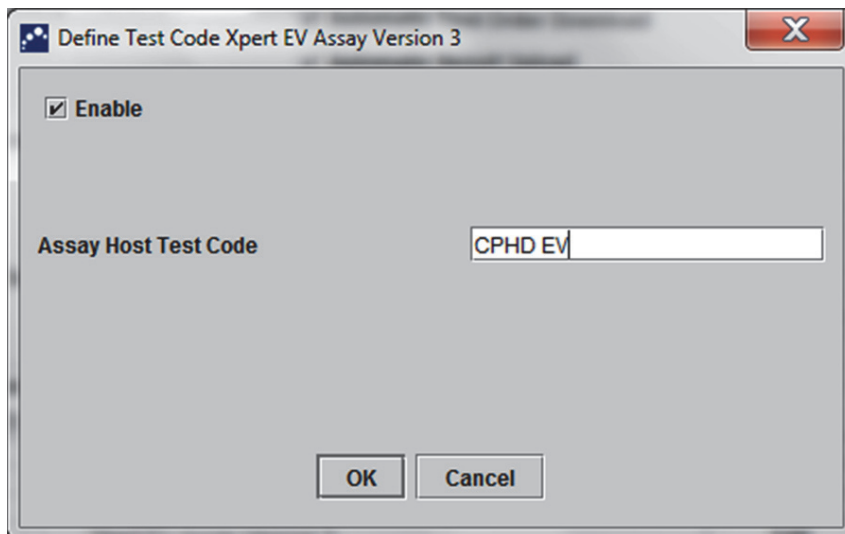 Define Test Code Xpert EV Assay Version 3
Enable
Assay Host Test Code
CPHD EV
OK
Cancel